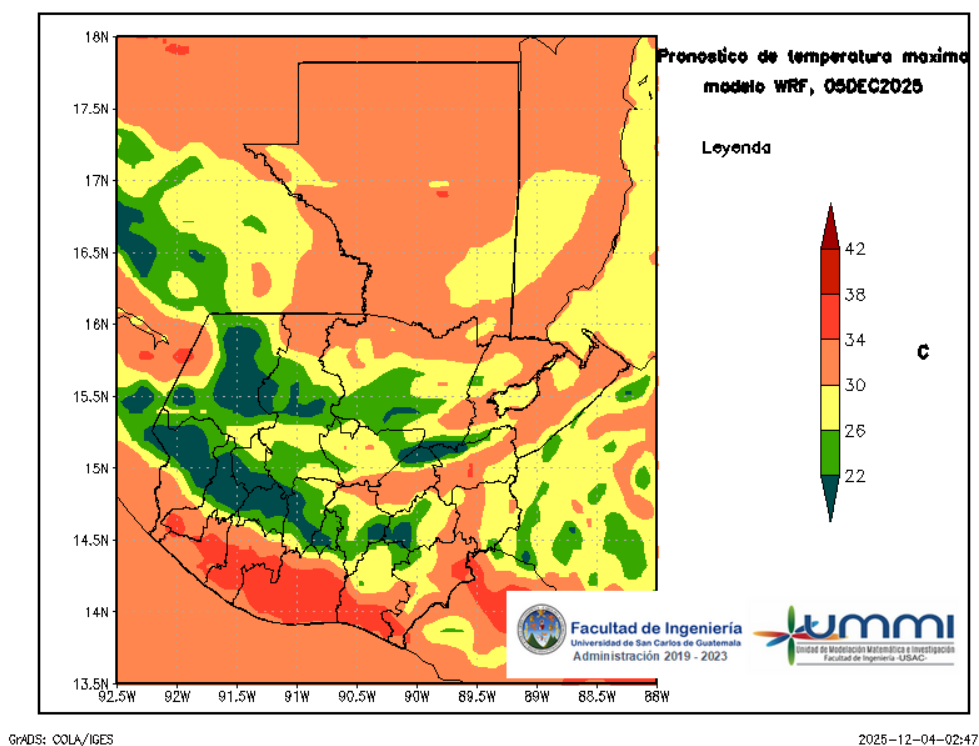 Pronostico de temperatura maxima
modelo WRF, 05DEC2025
Leyenda
42
38
34
30
26
22
C
18N
17.5N
17N
16.5N
16N
15.5N
15N
14.5N
14N
13.5N
92.5W
92W
91.5W
91W
90.5W
90W
89.5W
89W
88.5W
88W
Facultad de Ingeniería
Universidad de San Carlos de Guatemala
Administración 2019 - 2023
ummi
Unidad de Modelación Matemática e Investigación
Facultad de Ingeniería -USAC-
GrADS: COLA/IGES
2025-12-04-02:47